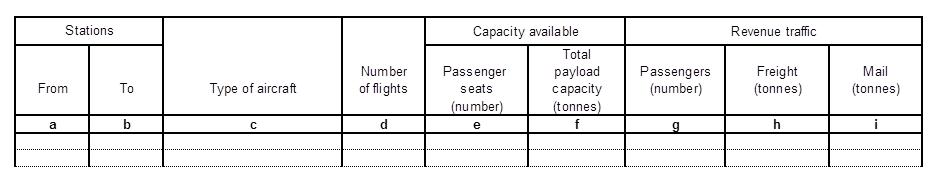 Stations
Capacity available
Revenue traffic
From
To
Type of aircraft
Number
of flights
Passenger
seats
(number)
Total
payload
capacity
(tonnes)
Passengers
(number)
Freight
(tonnes)
Mail
(tonnes)
a b c d e f g h i